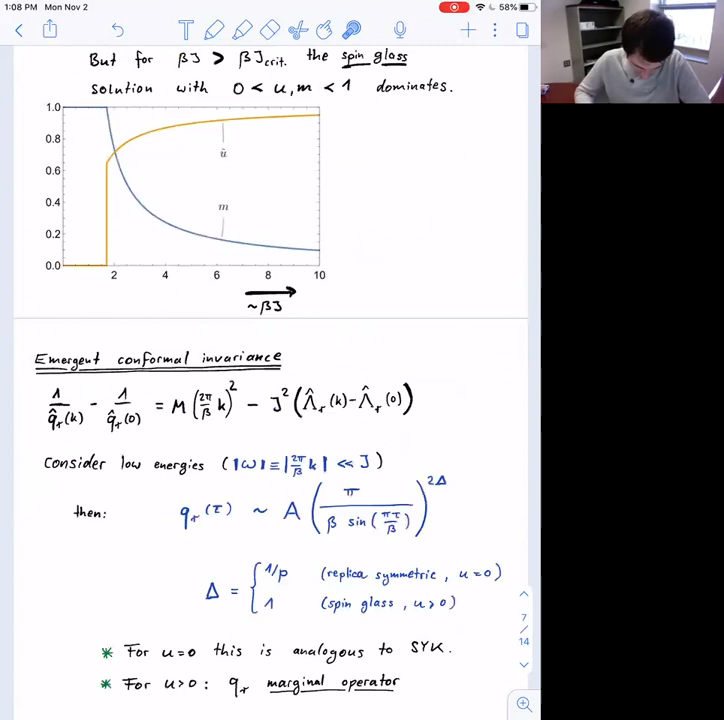 1:08 PM Mon Nov 2
58%
But for βJ > βJcrit. the spin glass
solution with 0 < u, m < 1 dominates.
1.0
0.8
0.6
0.4
0.2
0.0
ũ
m
2 4 6 8 10
~βJ
Emergent conformal invariance
1/q̂ᵣ(k) - 1/q̂ᵣ(0) = M(2π/β k)² - J²(Λ̂ᵣ(k) - Λ̂ᵣ(0))
Consider low energies (|ω| ≡ |2π/β k| << J)
then: qᵣ(τ) ~ A(π / β sin(πτ/β))^2Δ
Δ = { 1/p (replica symmetric, u=0)
1 (spin glass, u>0)
* For u=0 this is analogous to SYK.
* For u>0: qᵣ marginal operator
7
/
14